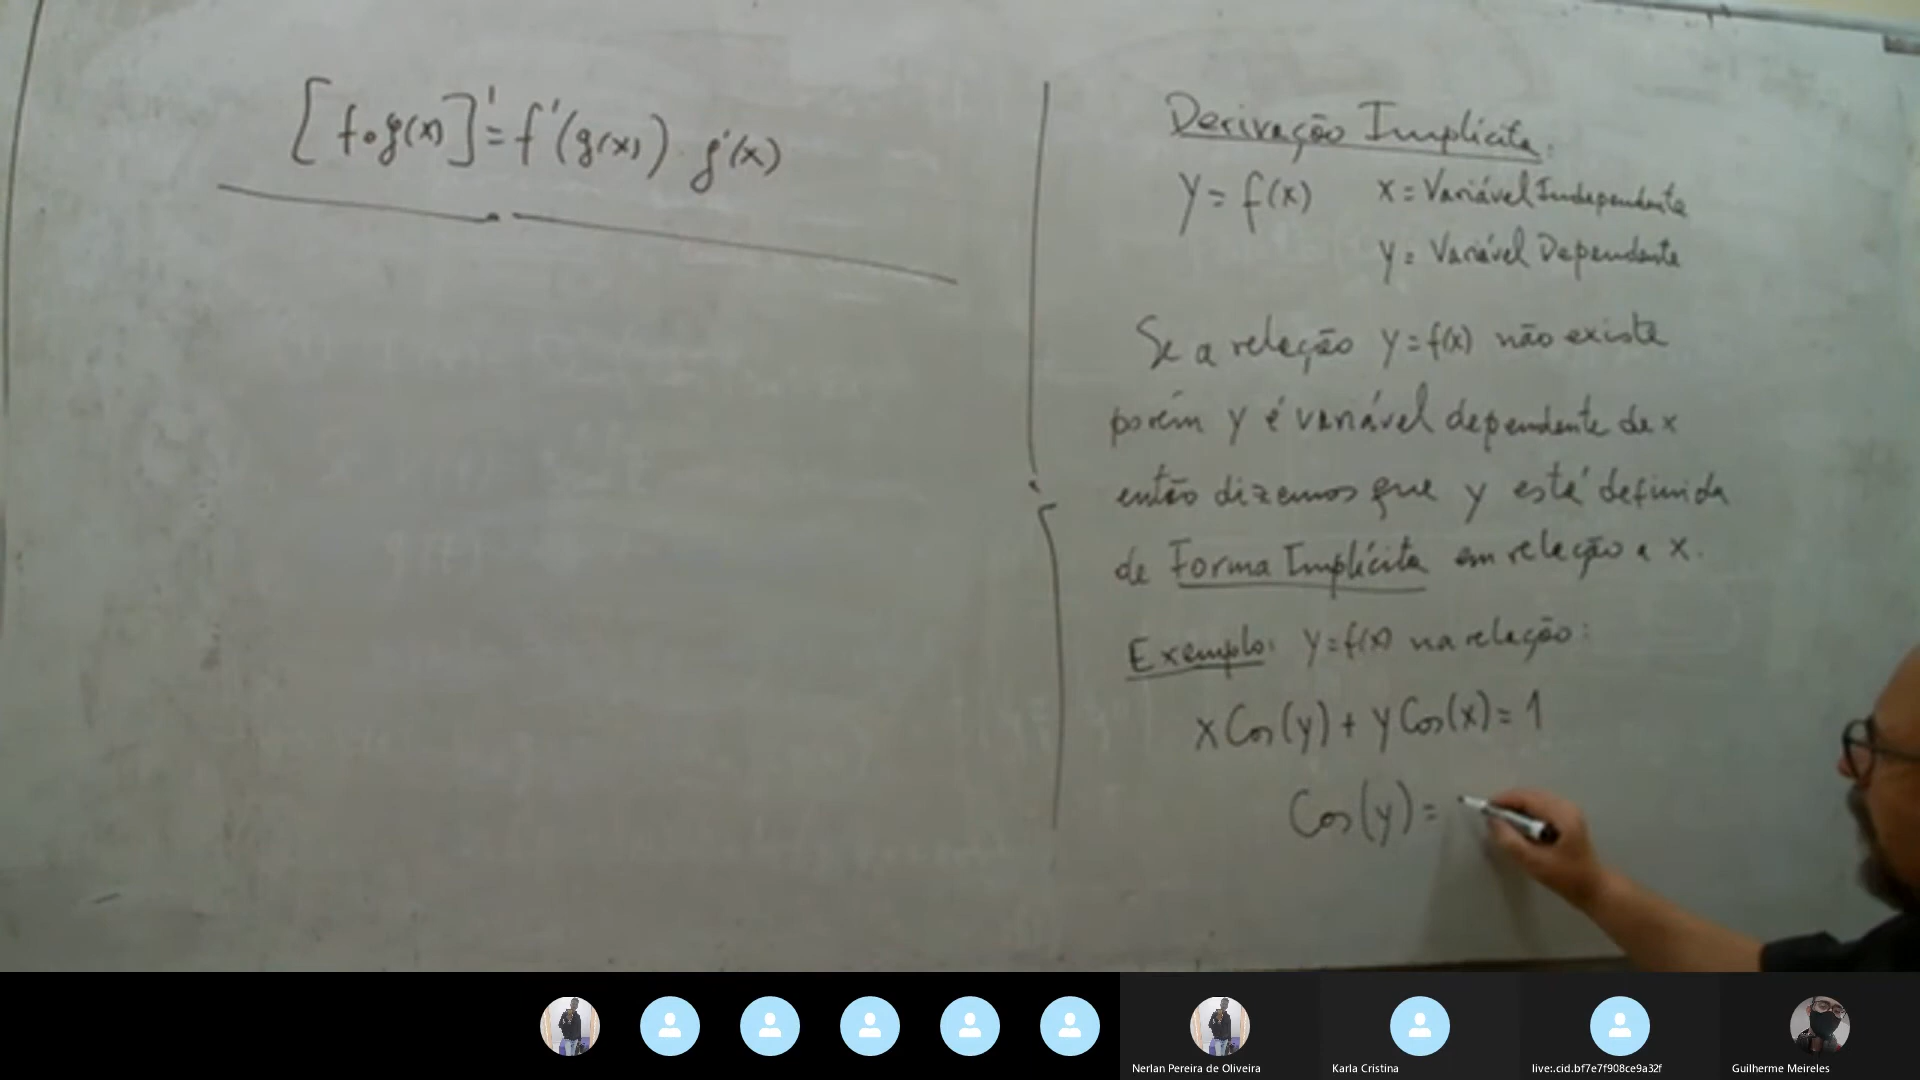 [fog(x)]' = f'(g(x)) g'(x)
Derivação Implícita.
y = f(x) x = Variável Independente
y = Variável Dependente
Se a relação y = f(x) não existe
porém y é variável dependente de x
então dizemos que y está definida
de Forma Implícita em relação a x.
Exemplo: y = f(x) na relação:
x Cos(y) + y Cos(x) = 1
Cos(y) =
Nerlan Pereira de Oliveira
Karla Cristina
live:.cid.bf7e7f908ce9a32f
Guilherme Meireles